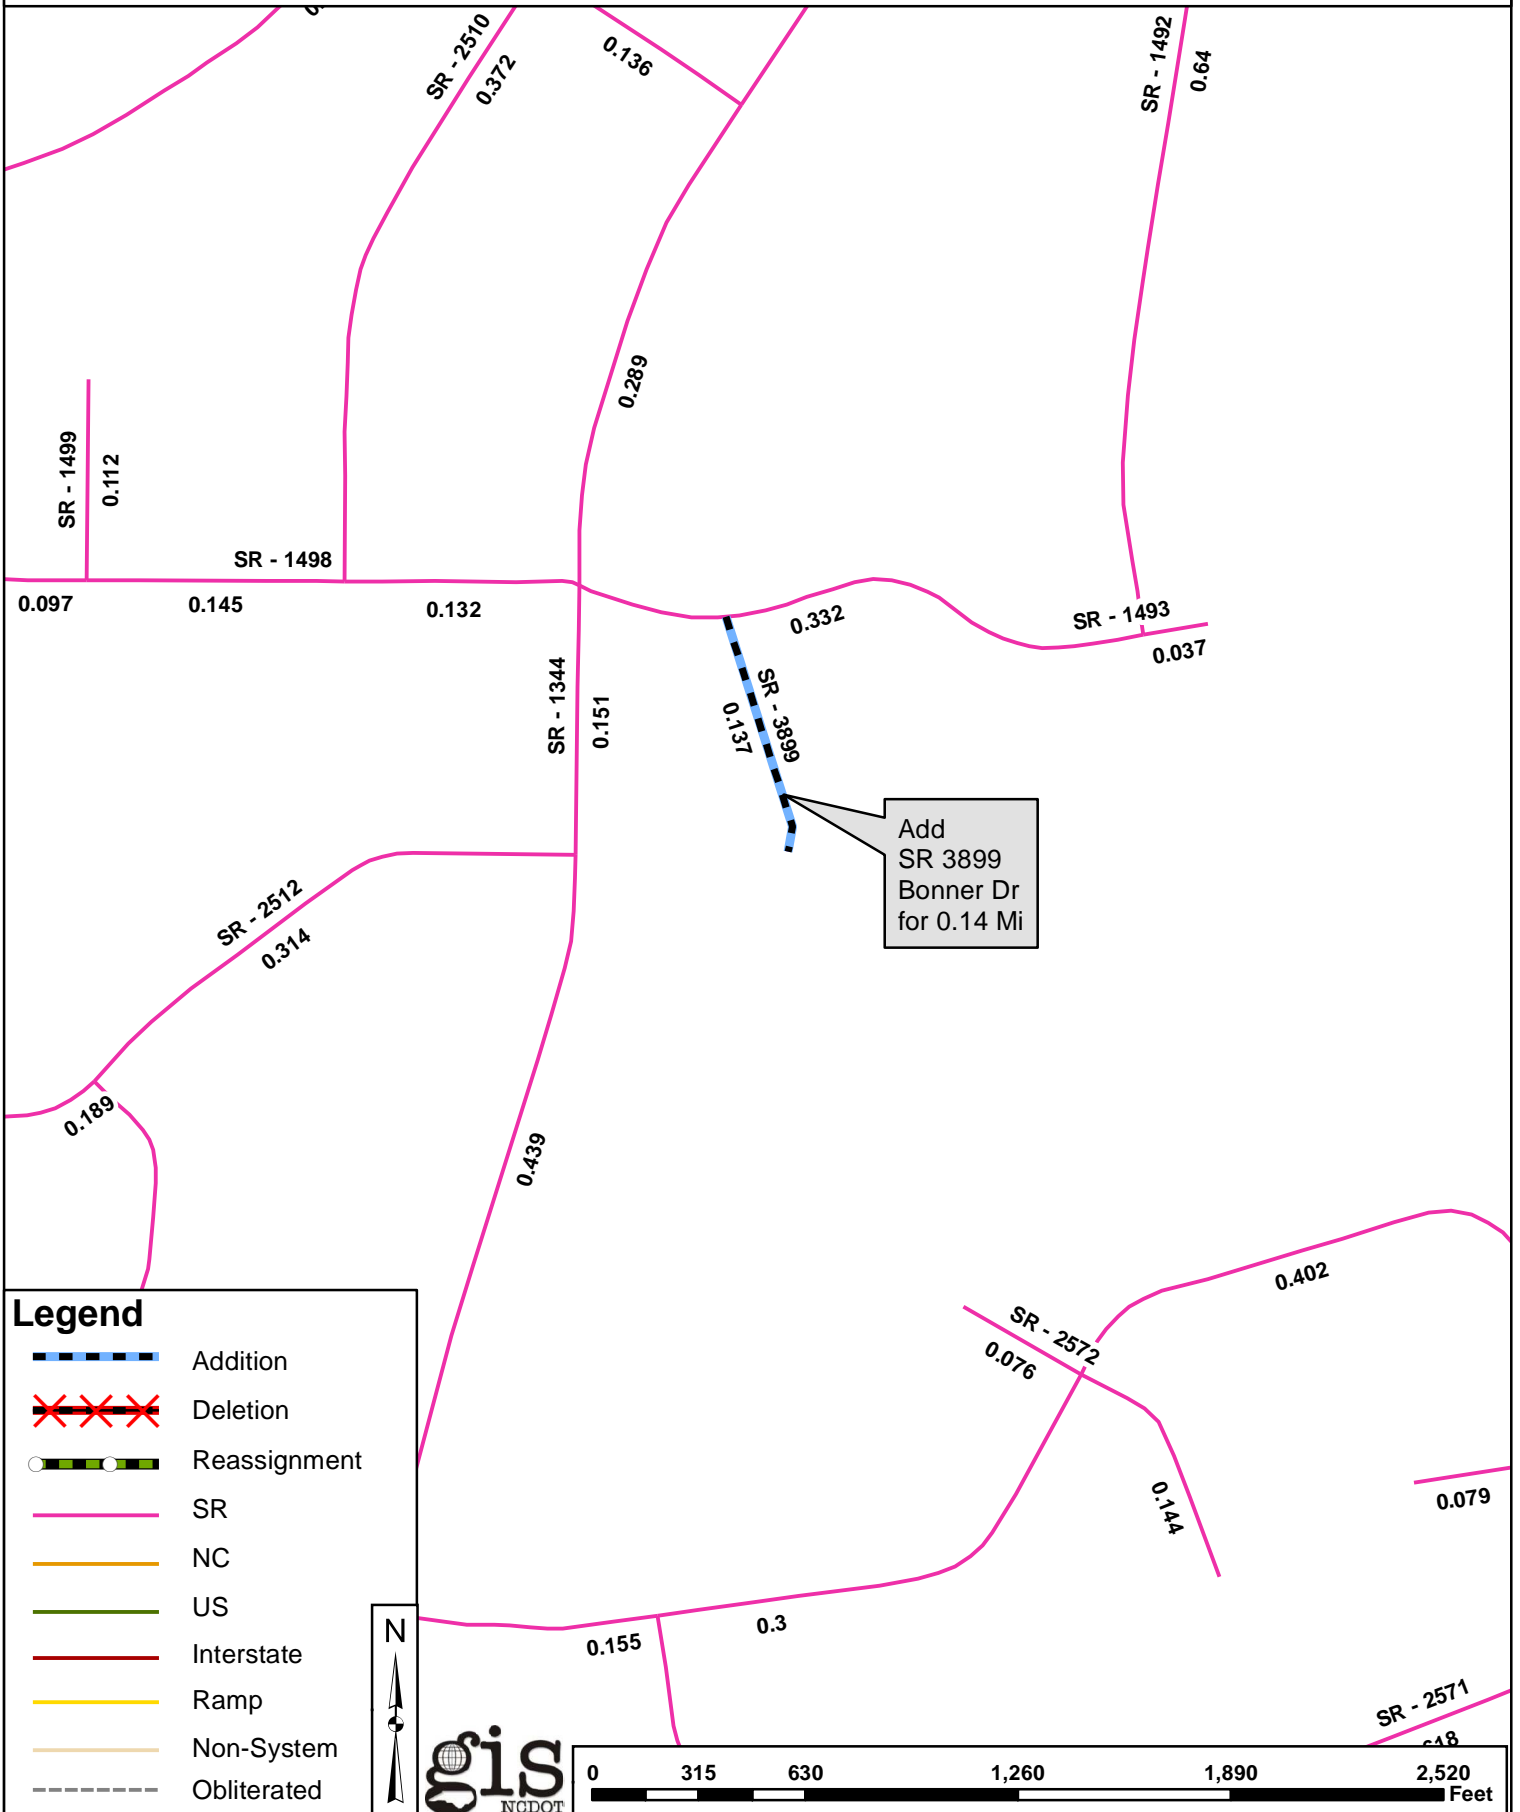 SR - 2510
0.372
0.136
SR - 1492
0.64
0.289
SR - 1499
0.112
SR - 1498
0.097
0.145
0.132
0.332
SR - 1493
0.037
SR - 1344
0.151
SR - 3899
0.137
Add
SR 3899
Bonner Dr
for 0.14 Mi
SR - 2512
0.314
0.189
0.439
0.402
SR - 2572
0.076
0.144
0.079
0.155
0.3
SR - 2571
Legend
Addition
Deletion
Reassignment
SR
NC
US
Interstate
Ramp
Non-System
Obliterated
N
gis
NCDOT
0 315 630 1,260 1,890 2,520
Feet